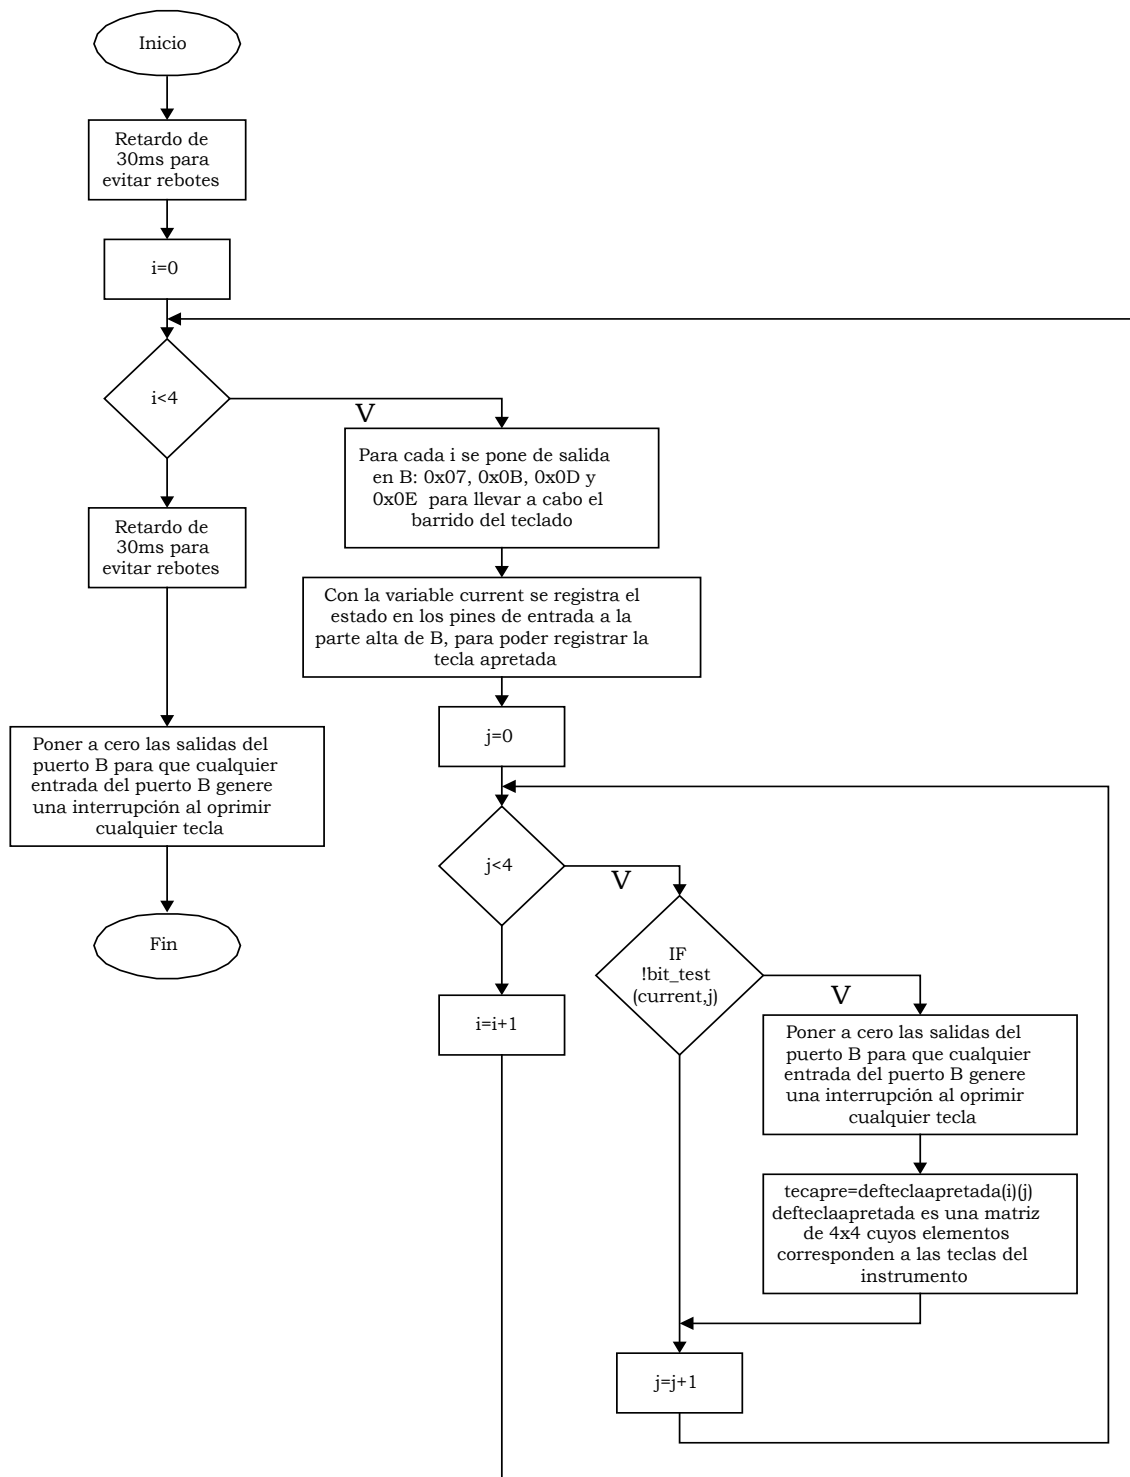 Inicio
Retardo de
30ms para
evitar rebotes
i=0
i<4
V
Para cada i se pone de salida
en B: 0x07, 0x0B, 0x0D y
0x0E para llevar a cabo el
barrido del teclado
Retardo de
30ms para
evitar rebotes
Con la variable current se registra el
estado en los pines de entrada a la
parte alta de B, para poder registrar la
tecla apretada
j=0
Poner a cero las salidas del
puerto B para que cualquier
entrada del puerto B genere
una interrupción al oprimir
cualquier tecla
j<4
V
Fin
IF
!bit_test
(current,j)
V
i=i+1
Poner a cero las salidas del
puerto B para que cualquier
entrada del puerto B genere
una interrupción al oprimir
cualquier tecla
tecapre=defteclaapretada(i)(j)
defteclaapretada es una matriz
de 4x4 cuyos elementos
corresponden a las teclas del
instrumento
j=j+1